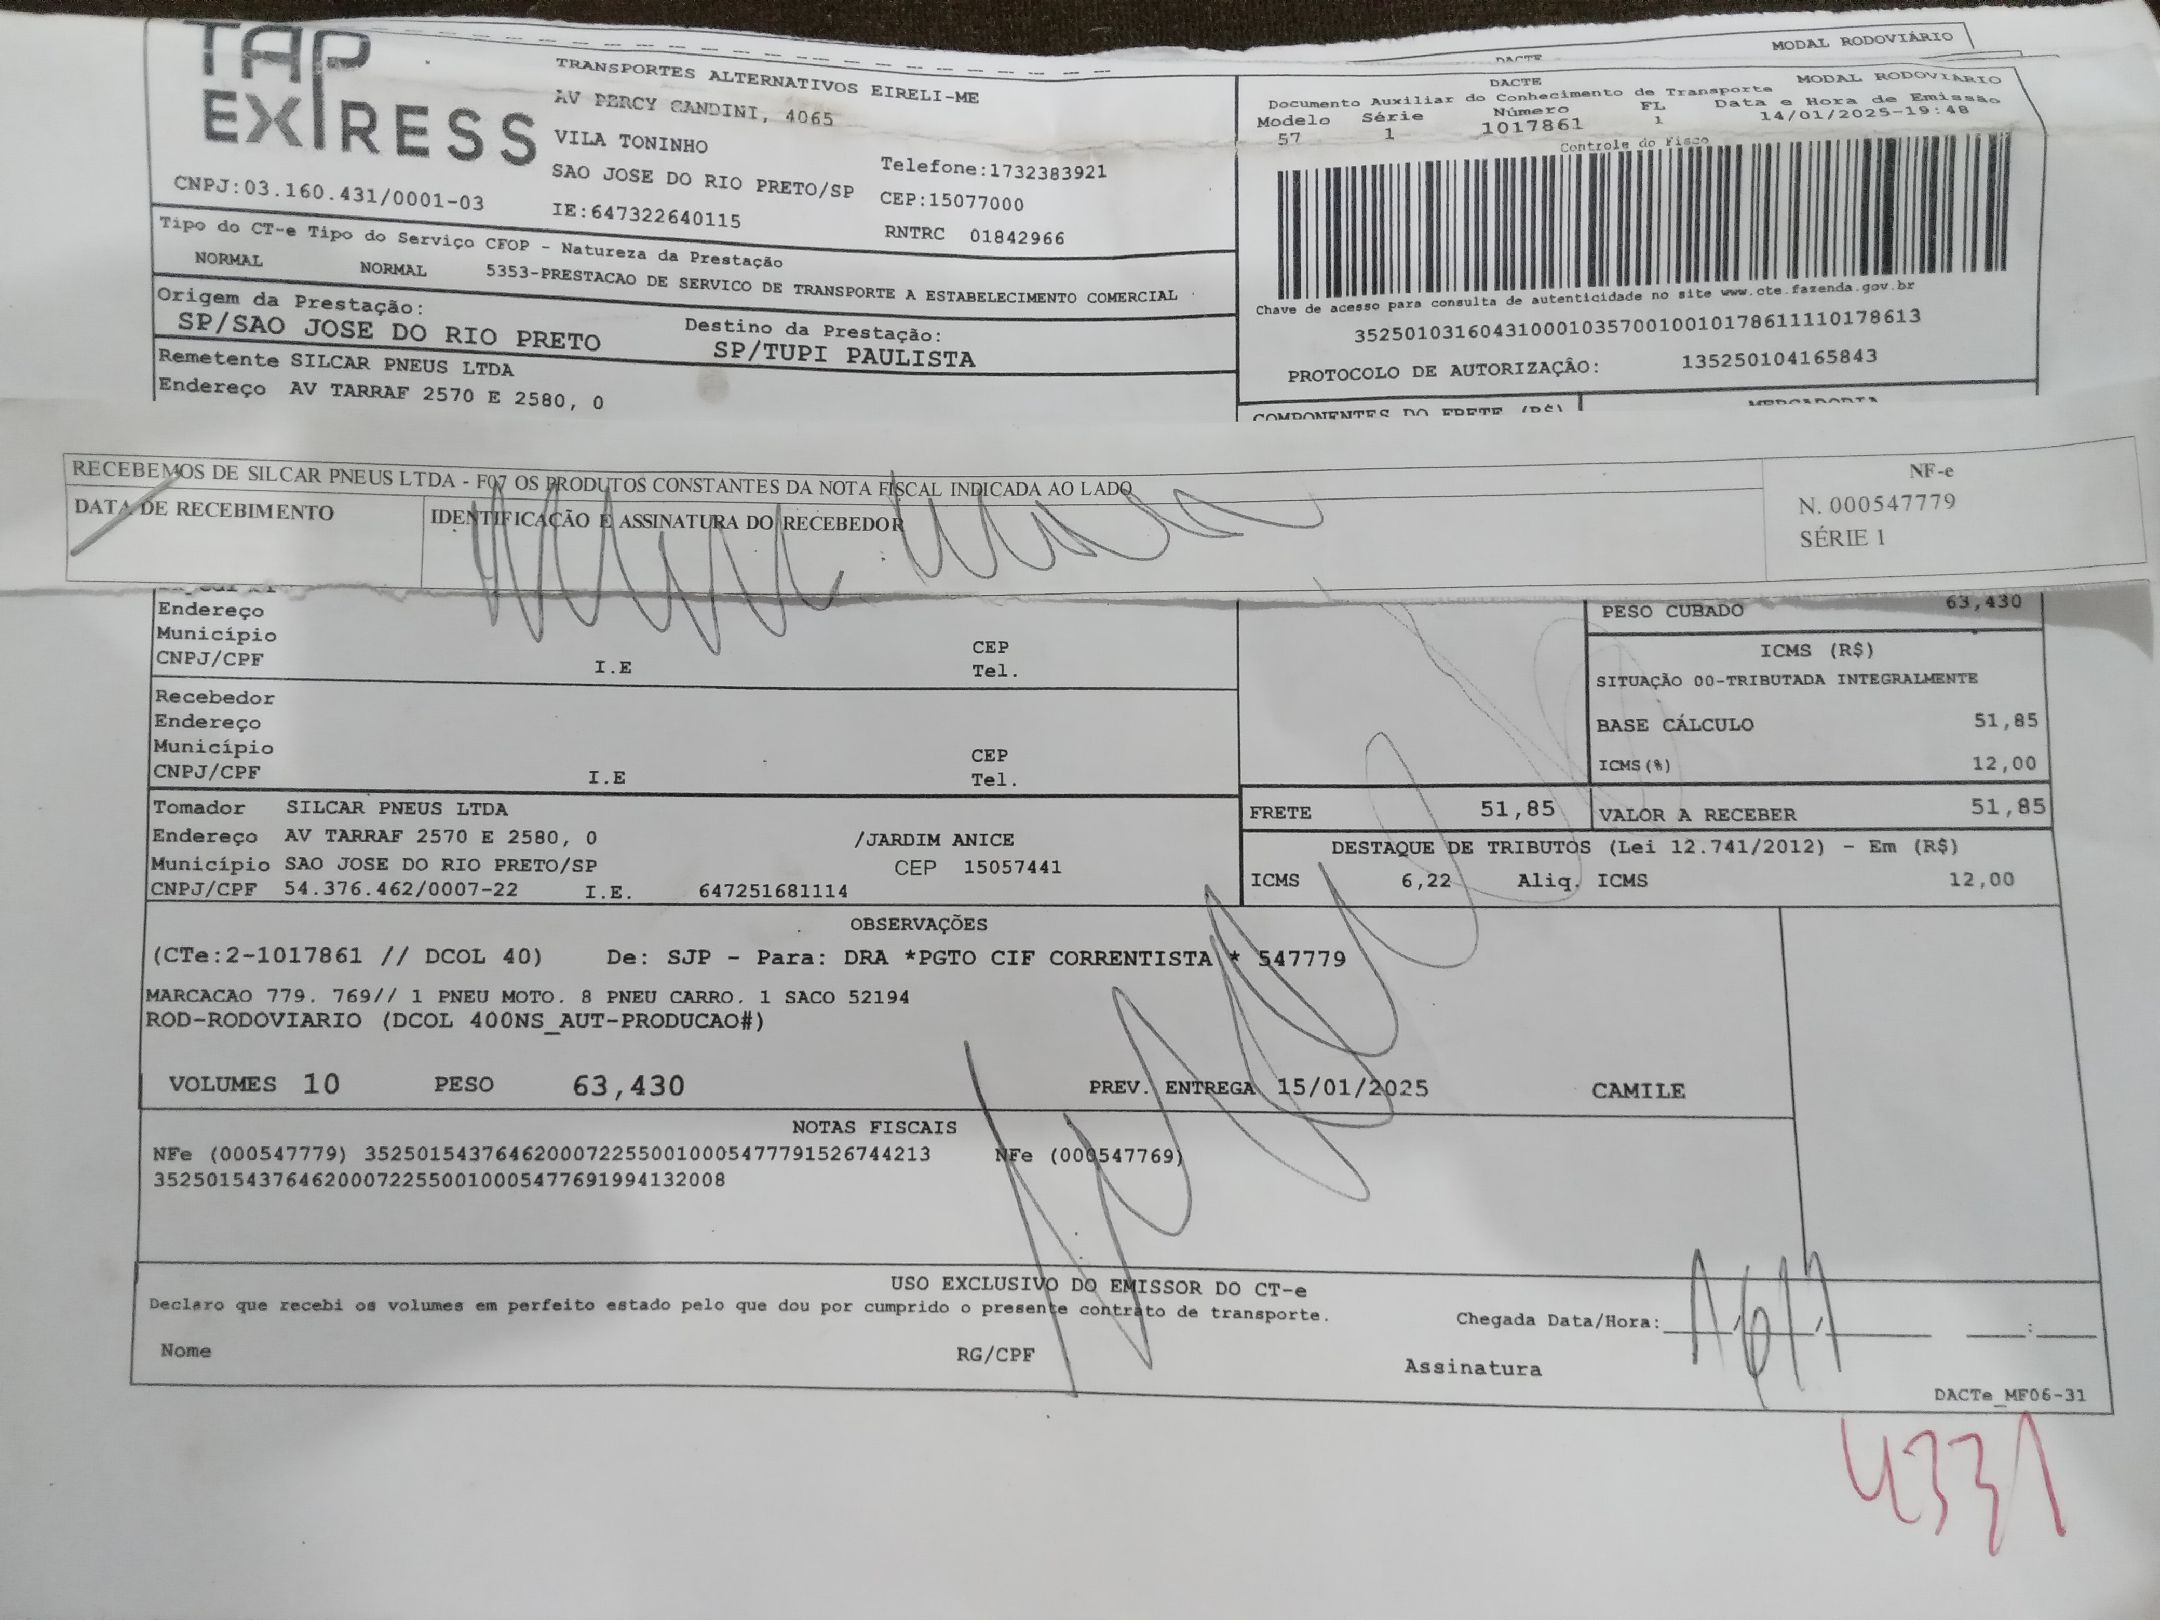 TAP EXPRESS
TRANSPORTES ALTERNATIVOS EIRELI-ME
AV PERCY GANDINI, 4065
VILA TONINHO
SAO JOSE DO RIO PRETO/SP
Telefone:1732383921
CEP:15077000
CNPJ:03.160.431/0001-03
IE:647322640115
RNTRC 01842966
DACTE
MODAL RODOVIÁRIO
DACTE
MODAL RODOVIÁRIO
Documento Auxiliar do Conhecimento de Transporte
Modelo Série Número FL Data e Hora de Emissão
57 1 1017861 1 14/01/2025-19:48
Controle do Fisco
Chave de acesso para consulta de autenticidade no site www.cte.fazenda.gov.br
35250103160431000103570010010178611110178613
PROTOCOLO DE AUTORIZAÇÃO: 135250104165843
Tipo do CT-e Tipo do Serviço CFOP - Natureza da Prestação
NORMAL NORMAL 5353-PRESTACAO DE SERVICO DE TRANSPORTE A ESTABELECIMENTO COMERCIAL
Origem da Prestação:
SP/SAO JOSE DO RIO PRETO
Destino da Prestação:
SP/TUPI PAULISTA
Remetente SILCAR PNEUS LTDA
Endereço AV TARRAF 2570 E 2580, 0
COMPONENTES DO FRETE (R$)
MERCADORIA
RECEBEMOS DE SILCAR PNEUS LTDA - F07 OS PRODUTOS CONSTANTES DA NOTA FISCAL INDICADA AO LADO
DATA DE RECEBIMENTO
IDENTIFICAÇÃO E ASSINATURA DO RECEBEDOR
NF-e
N. 000547779
SÉRIE 1
Endereço
Município CEP
CNPJ/CPF I.E Tel.
PESO CUBADO 63,430
ICMS (R$)
SITUAÇÃO 00-TRIBUTADA INTEGRALMENTE
BASE CÁLCULO 51,85
ICMS(%) 12,00
Recebedor
Endereço
Município CEP
CNPJ/CPF I.E Tel.
Tomador SILCAR PNEUS LTDA
Endereço AV TARRAF 2570 E 2580, 0 /JARDIM ANICE
Município SAO JOSE DO RIO PRETO/SP CEP 15057441
CNPJ/CPF 54.376.462/0007-22 I.E. 647251681114
FRETE 51,85 VALOR A RECEBER 51,85
DESTAQUE DE TRIBUTOS (Lei 12.741/2012) - Em (R$)
ICMS 6,22 Aliq. ICMS 12,00
OBSERVAÇÕES
(CTe:2-1017861 // DCOL 40) De: SJP - Para: DRA *PGTO CIF CORRENTISTA * 547779
MARCACAO 779. 769// 1 PNEU MOTO. 8 PNEU CARRO. 1 SACO 52194
ROD-RODOVIARIO (DCOL 400NS_AUT-PRODUCAO#)
VOLUMES 10 PESO 63,430 PREV. ENTREGA 15/01/2025 CAMILE
NOTAS FISCAIS
NFe (000547779) 35250154376462000722550010005477791526744213 NFe (000547769)
35250154376462000722550010005477691994132008
USO EXCLUSIVO DO EMISSOR DO CT-e
Declaro que recebi os volumes em perfeito estado pelo que dou por cumprido o presente contrato de transporte.
Chegada Data/Hora:
Nome RG/CPF Assinatura
DACTe_MF06-31
4331